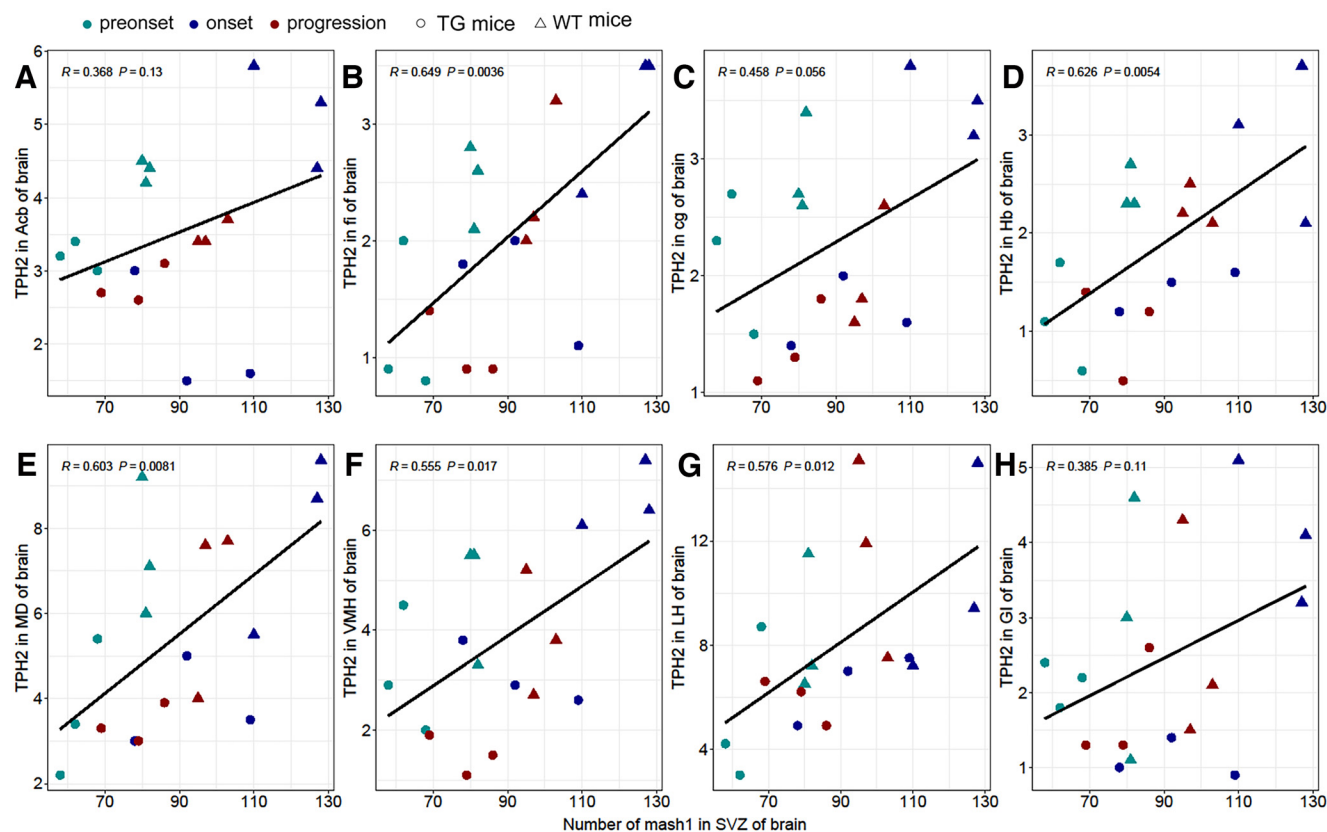 preonset onset progression TG mice WT mice
A
R = 0.368 P = 0.13
TPH2 in Acb of brain
6
5
4
3
2
70 90 110 130
B
R = 0.649 P = 0.0036
TPH2 in fi of brain
3
2
1
70 90 110 130
C
R = 0.458 P = 0.056
TPH2 in cg of brain
3
2
1
70 90 110 130
D
R = 0.626 P = 0.0054
TPH2 in Hb of brain
3
2
1
70 90 110 130
E
R = 0.603 P = 0.0081
TPH2 in MD of brain
8
6
4
2
70 90 110 130
F
R = 0.555 P = 0.017
TPH2 in VMH of brain
6
4
2
70 90 110 130
G
R = 0.576 P = 0.012
TPH2 in LH of brain
12
8
4
70 90 110 130
H
R = 0.385 P = 0.11
TPH2 in GI of brain
5
4
3
2
1
70 90 110 130
Number of mash1 in SVZ of brain